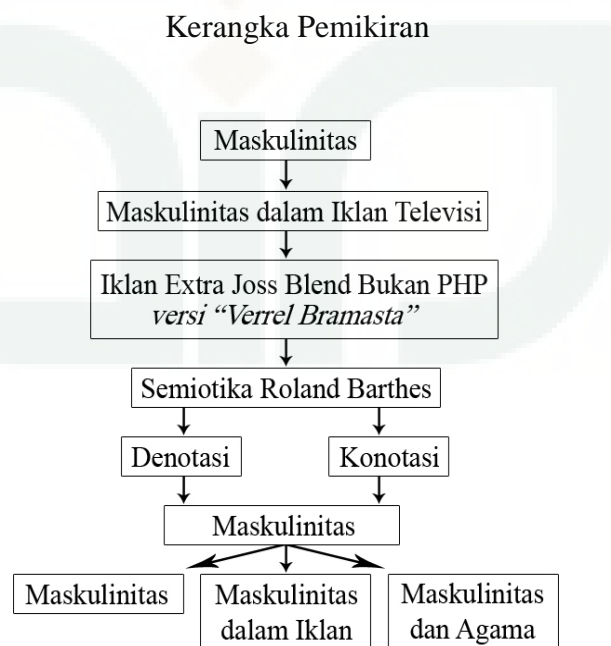 Kerangka Pemikiran
Maskulinitas
Maskulinitas dalam Iklan Televisi
Iklan Extra Joss Blend Bukan PHP
versi “Verrel Bramasta”
Semiotika Roland Barthes
Denotasi
Konotasi
Maskulinitas
Maskulinitas
Maskulinitas
dalam Iklan
Maskulinitas
dan Agama